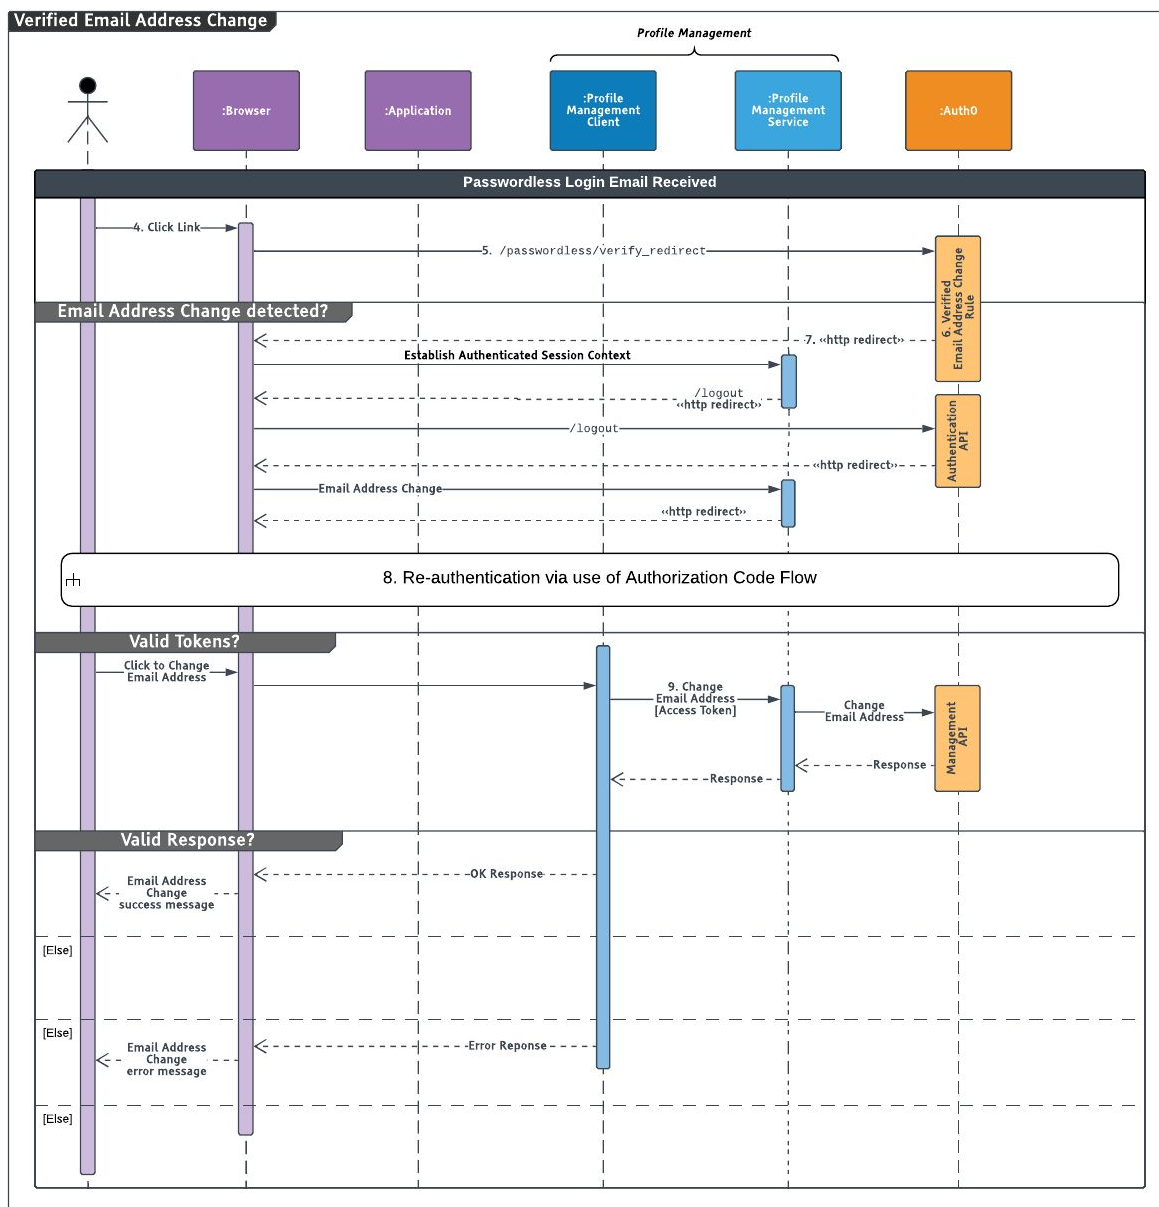 Verified Email Address Change
Profile Management
:Browser
:Application
:Profile
Management
Client
:Profile
Management
Service
:Auth0
Passwordless Login Email Received
4. Click Link
5. /passwordless/verify_redirect
6. Verified
Email Address Change
Rule
Email Address Change detected?
7. «http redirect»
Establish Authenticated Session Context
/logout
«http redirect»
/logout
Authentication
API
«http redirect»
Email Address Change
«http redirect»
8. Re-authentication via use of Authorization Code Flow
Valid Tokens?
Click to Change
Email Address
9. Change
Email Address
[Access Token]
Change
Email Address
Management
API
Response
Response
Valid Response?
OK Response
Email Address
Change
success message
[Else]
[Else]
Error Reponse
Email Address
Change
error message
[Else]